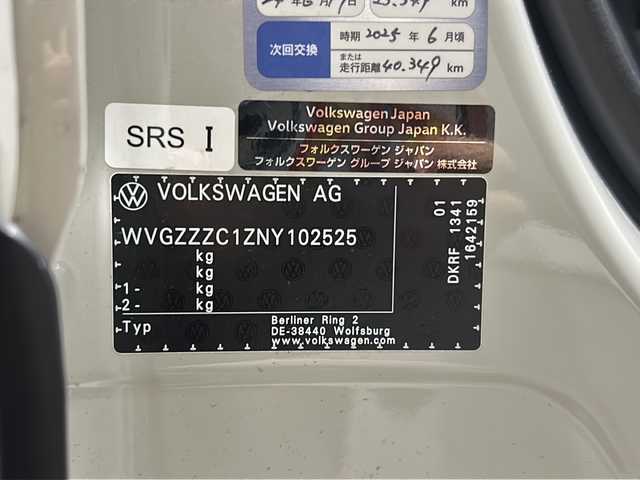 km
次回交換
時期 2025 年 6 月頃
または
走行距離 40.349 km
SRS I
Volkswagen Japan
Volkswagen Group Japan K.K.
フォルクスワーゲン ジャパン
フォルクスワーゲン グループ ジャパン 株式会社
VOLKSWAGEN AG
WVGZZZC1ZNY102525
kg
kg
1- kg
2- kg
Typ
Berliner Ring 2
DE-38440 Wolfsburg
www.volkswagen.com
01
DKRF 1341
1642159